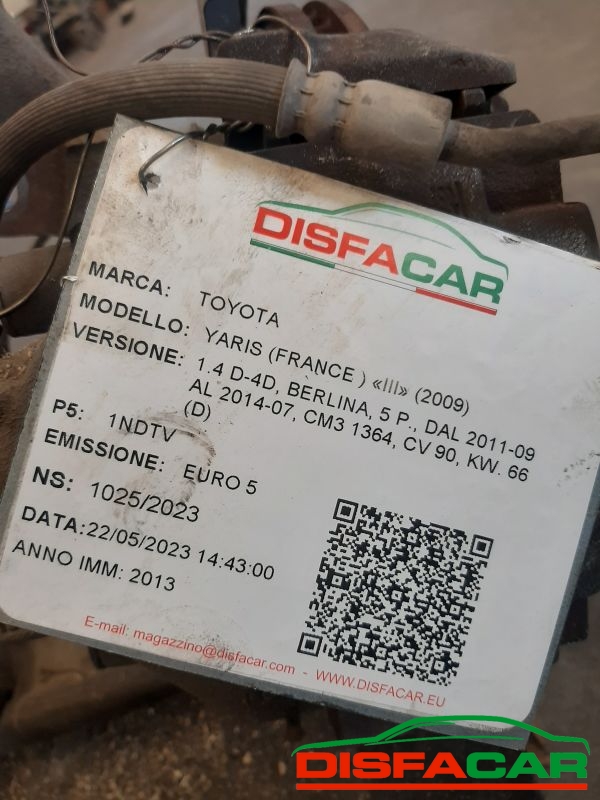 DISFACAR
MARCA: TOYOTA
MODELLO: YARIS (FRANCE ) «III» (2009)
VERSIONE: 1.4 D-4D, BERLINA, 5 P., DAL 2011-09
AL 2014-07, CM3 1364, CV 90, KW. 66
(D)
P5: 1NDTV
EMISSIONE: EURO 5
NS: 1025/2023
DATA:22/05/2023 14:43:00
ANNO IMM: 2013
E-mail: magazzino@disfacar.com - WWW.DISFACAR.EU
DISFACAR